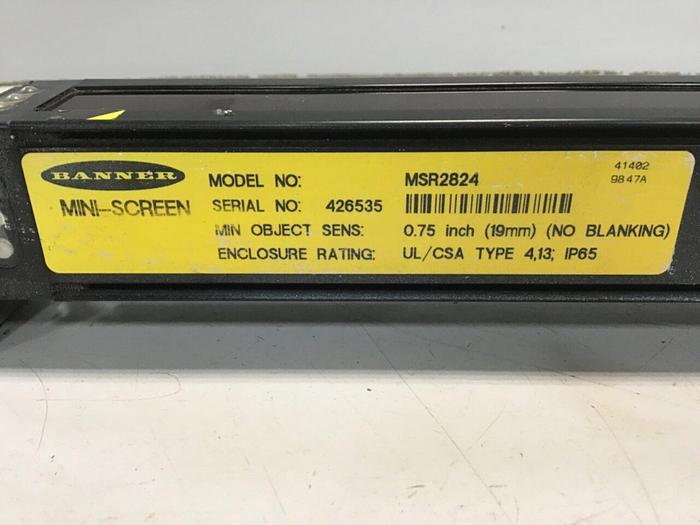 BANNER
MINI-SCREEN
MODEL NO: MSR2824
SERIAL NO: 426535
MIN OBJECT SENS: 0.75 inch (19mm) (NO BLANKING)
ENCLOSURE RATING: UL/CSA TYPE 4,13; IP65
41402
9847A